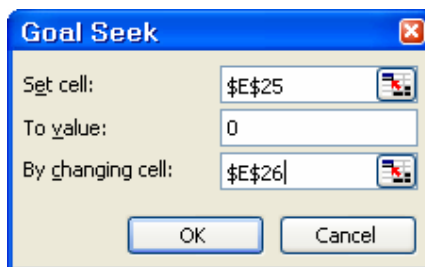 Goal Seek
Set cell: $E$25
To value: 0
By changing cell: $E$26
OK Cancel